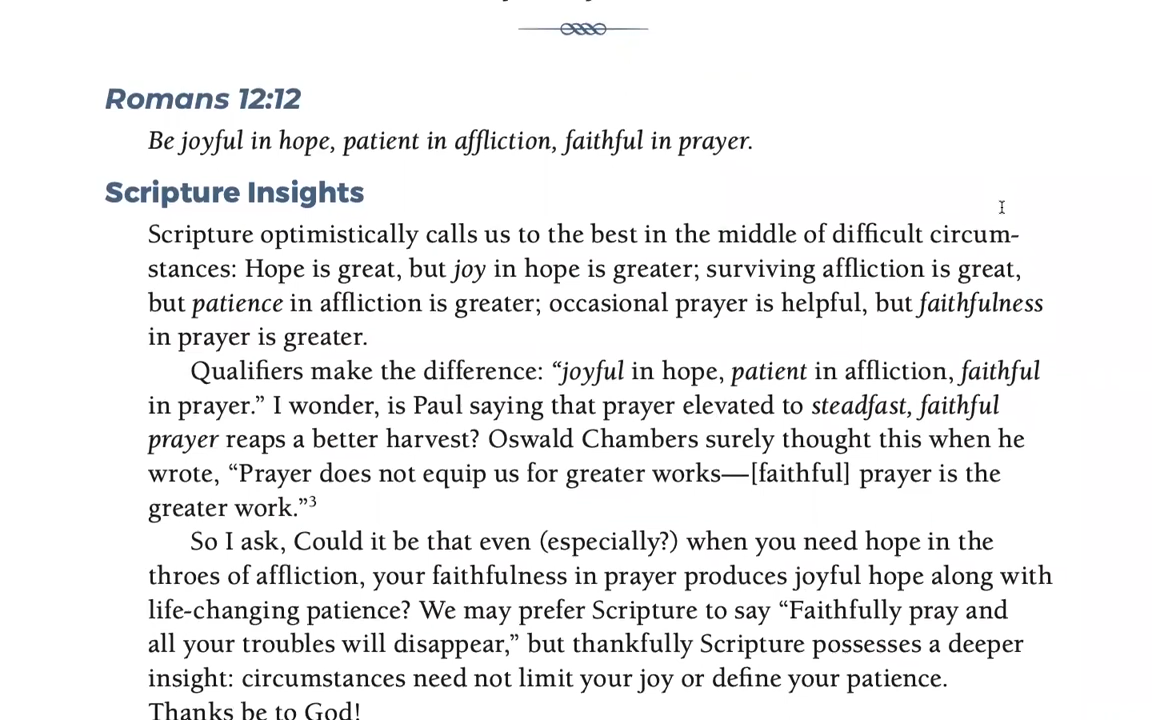 Romans 12:12
Be joyful in hope, patient in affliction, faithful in prayer.
Scripture Insights
Scripture optimistically calls us to the best in the middle of difficult circum-
stances: Hope is great, but joy in hope is greater; surviving affliction is great,
but patience in affliction is greater; occasional prayer is helpful, but faithfulness
in prayer is greater.
Qualifiers make the difference: “joyful in hope, patient in affliction, faithful
in prayer.” I wonder, is Paul saying that prayer elevated to steadfast, faithful
prayer reaps a better harvest? Oswald Chambers surely thought this when he
wrote, “Prayer does not equip us for greater works—[faithful] prayer is the
greater work.”³
So I ask, Could it be that even (especially?) when you need hope in the
throes of affliction, your faithfulness in prayer produces joyful hope along with
life-changing patience? We may prefer Scripture to say “Faithfully pray and
all your troubles will disappear,” but thankfully Scripture possesses a deeper
insight: circumstances need not limit your joy or define your patience.
Thanks be to God!